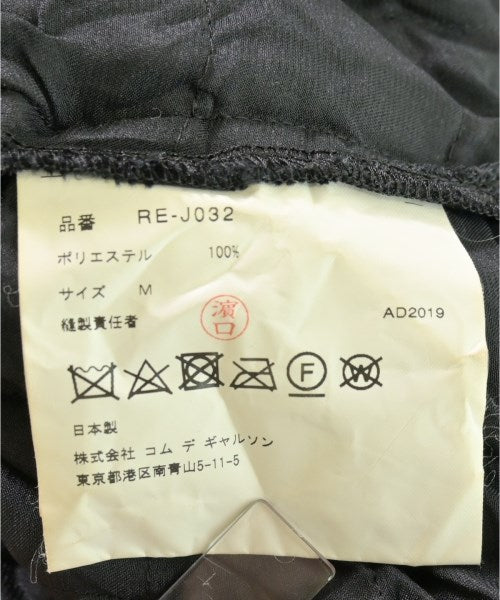 品番 RE-J032
ポリエステル 100%
サイズ M
縫製責任者 濵口 AD2019
F W
日本製
株式会社 コム デ ギャルソン
東京都港区南青山5-11-5